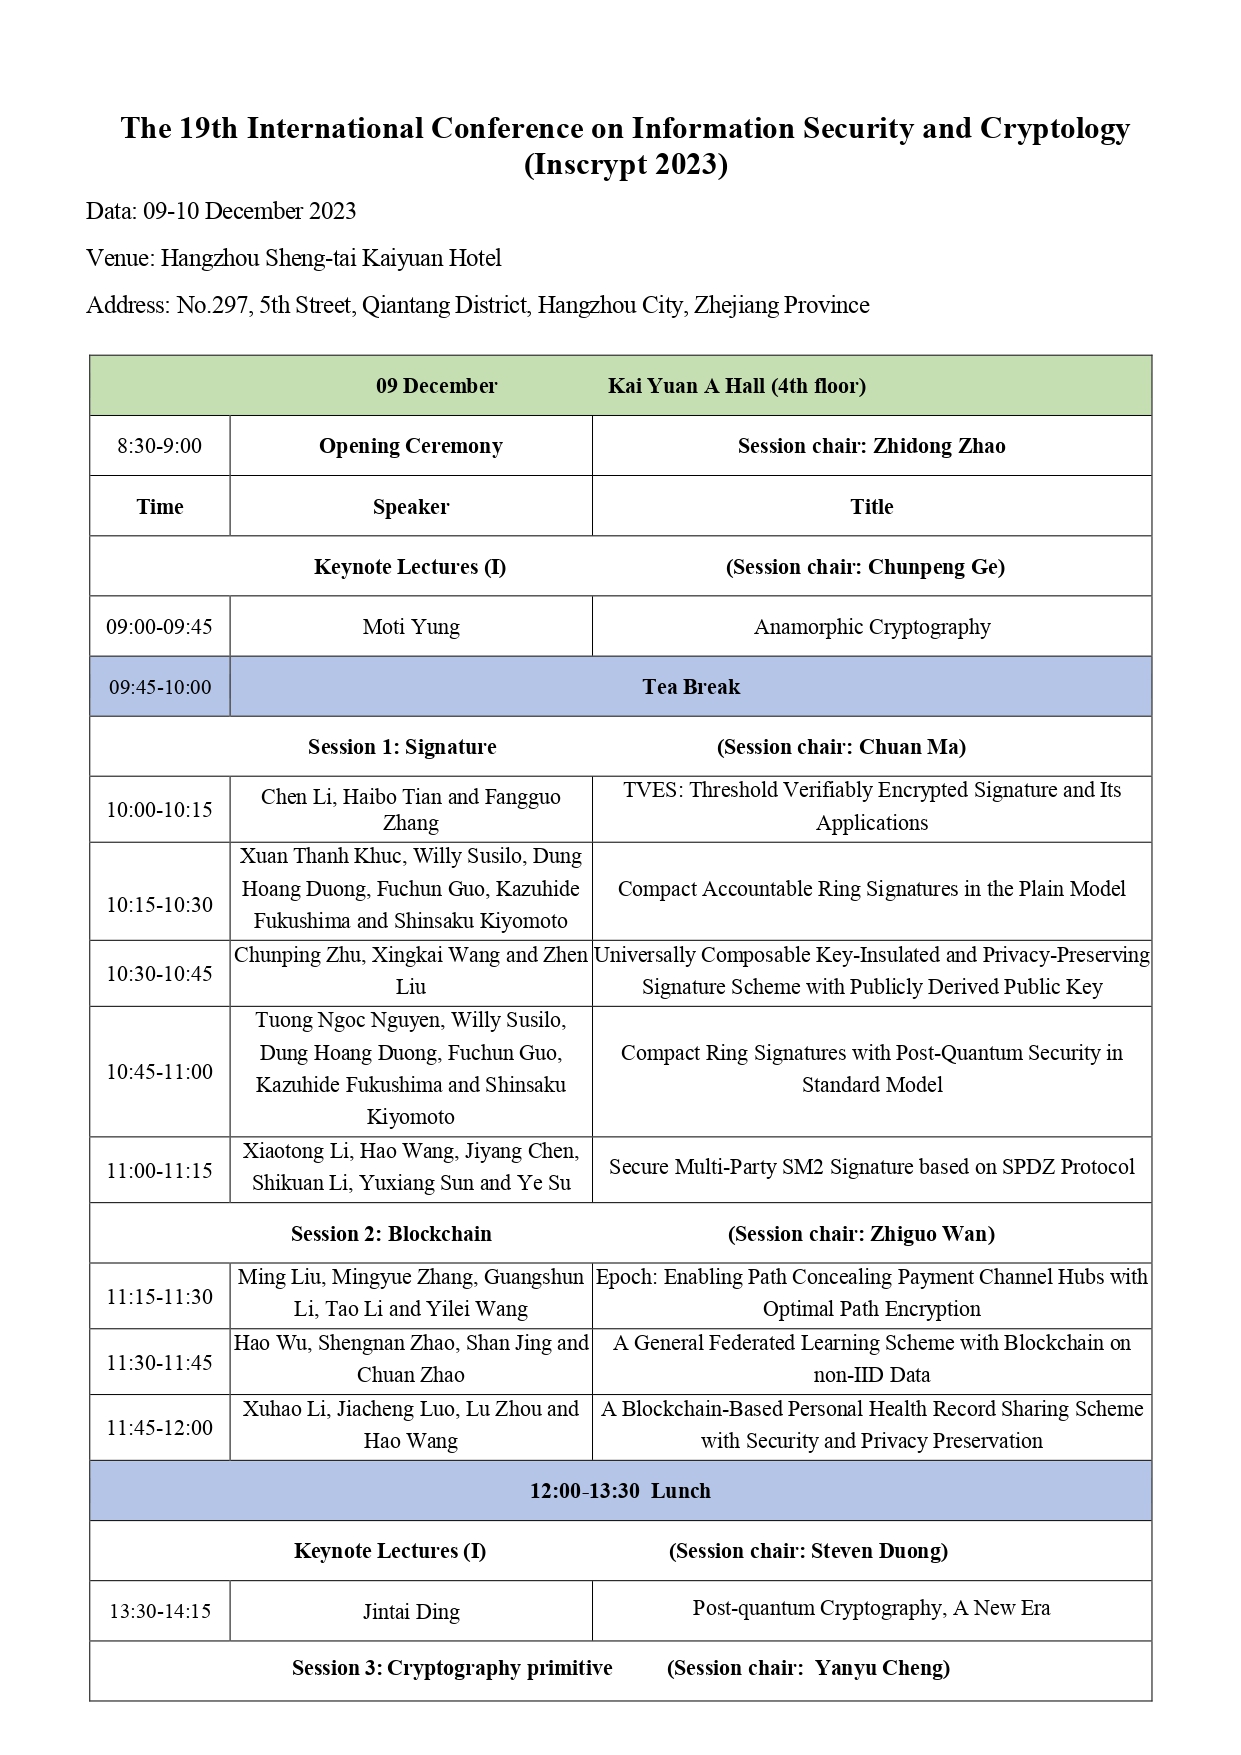 The 19th International Conference on Information Security and Cryptology
(Inscrypt 2023)
Data: 09-10 December 2023
Venue: Hangzhou Sheng-tai Kaiyuan Hotel
Address: No.297, 5th Street, Qiantang District, Hangzhou City, Zhejiang Province
09 December Kai Yuan A Hall (4th floor)
8:30-9:00 Opening Ceremony Session chair: Zhidong Zhao
Time Speaker Title
Keynote Lectures (I) (Session chair: Chunpeng Ge)
09:00-09:45 Moti Yung Anamorphic Cryptography
09:45-10:00 Tea Break
Session 1: Signature (Session chair: Chuan Ma)
10:00-10:15
Chen Li, Haibo Tian and Fangguo
Zhang
TVES: Threshold Verifiably Encrypted Signature and Its
Applications
10:15-10:30
Xuan Thanh Khuc, Willy Susilo, Dung
Hoang Duong, Fuchun Guo, Kazuhide
Fukushima and Shinsaku Kiyomoto
Compact Accountable Ring Signatures in the Plain Model
10:30-10:45
Chunping Zhu, Xingkai Wang and Zhen
Liu
Universally Composable Key-Insulated and Privacy-Preserving
Signature Scheme with Publicly Derived Public Key
10:45-11:00
Tuong Ngoc Nguyen, Willy Susilo,
Dung Hoang Duong, Fuchun Guo,
Kazuhide Fukushima and Shinsaku
Kiyomoto
Compact Ring Signatures with Post-Quantum Security in
Standard Model
11:00-11:15
Xiaotong Li, Hao Wang, Jiyang Chen,
Shikuan Li, Yuxiang Sun and Ye Su
Secure Multi-Party SM2 Signature based on SPDZ Protocol
Session 2: Blockchain (Session chair: Zhiguo Wan)
11:15-11:30
Ming Liu, Mingyue Zhang, Guangshun
Li, Tao Li and Yilei Wang
Epoch: Enabling Path Concealing Payment Channel Hubs with
Optimal Path Encryption
11:30-11:45
Hao Wu, Shengnan Zhao, Shan Jing and
Chuan Zhao
A General Federated Learning Scheme with Blockchain on
non-IID Data
11:45-12:00
Xuhao Li, Jiacheng Luo, Lu Zhou and
Hao Wang
A Blockchain-Based Personal Health Record Sharing Scheme
with Security and Privacy Preservation
12:00-13:30 Lunch
Keynote Lectures (I) (Session chair: Steven Duong)
13:30-14:15 Jintai Ding Post-quantum Cryptography, A New Era
Session 3: Cryptography primitive (Session chair: Yanyu Cheng)